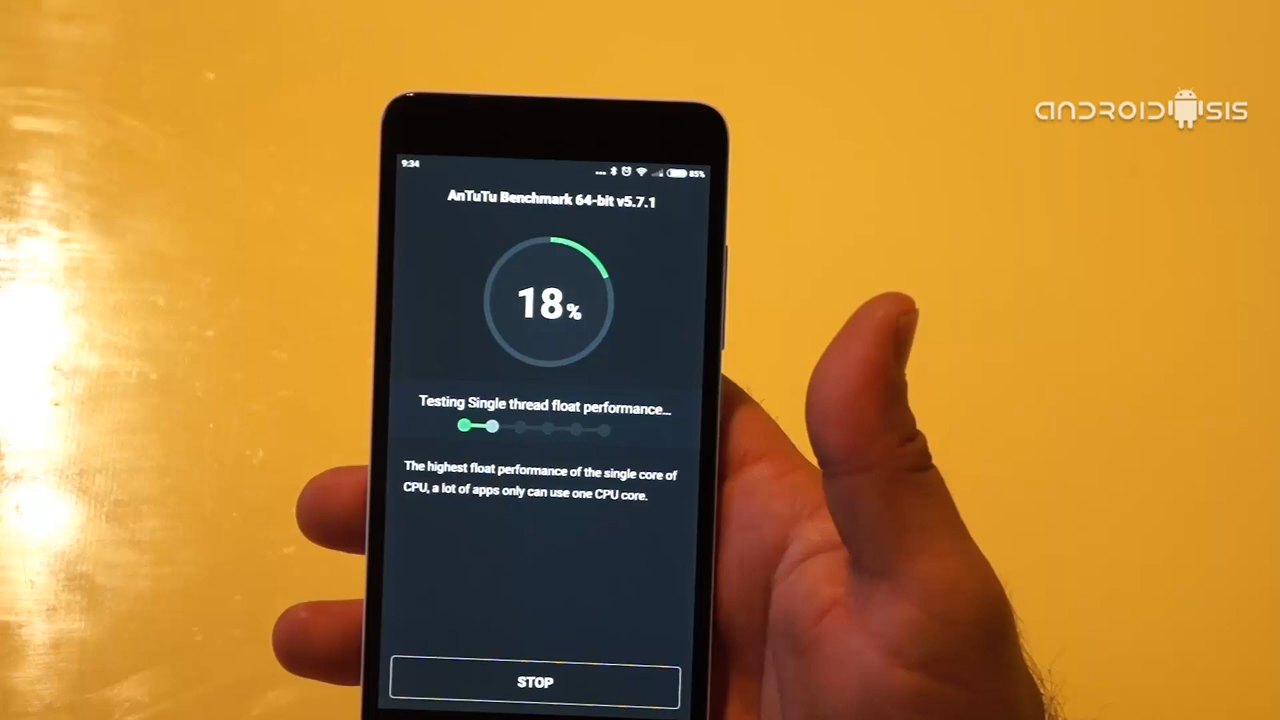 ANDROIDSIS
9:34
85%
AnTuTu Benchmark 64-bit v5.7.1
18%
Testing Single thread float performance...
The highest float performance of the single core of
CPU, a lot of apps only can use one CPU core.
STOP